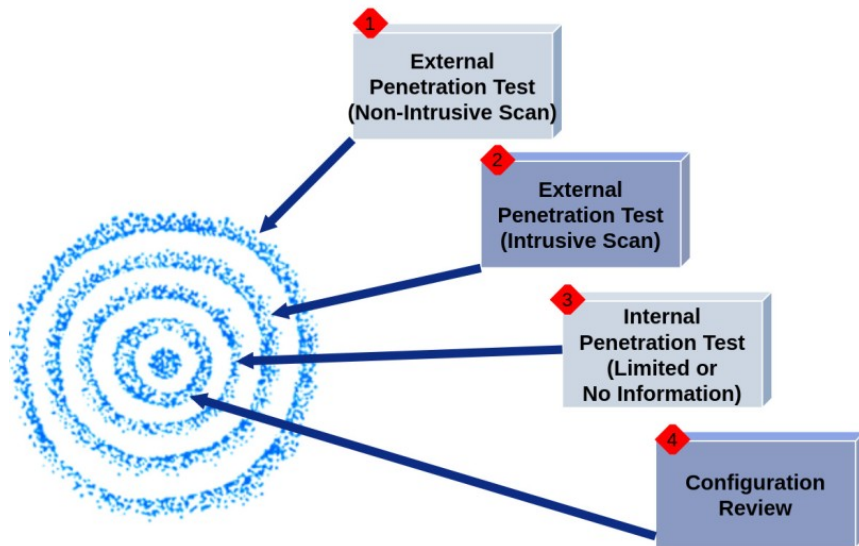 1
External
Penetration Test
(Non-Intrusive Scan)
2
External
Penetration Test
(Intrusive Scan)
3
Internal
Penetration Test
(Limited or
No Information)
4
Configuration
Review